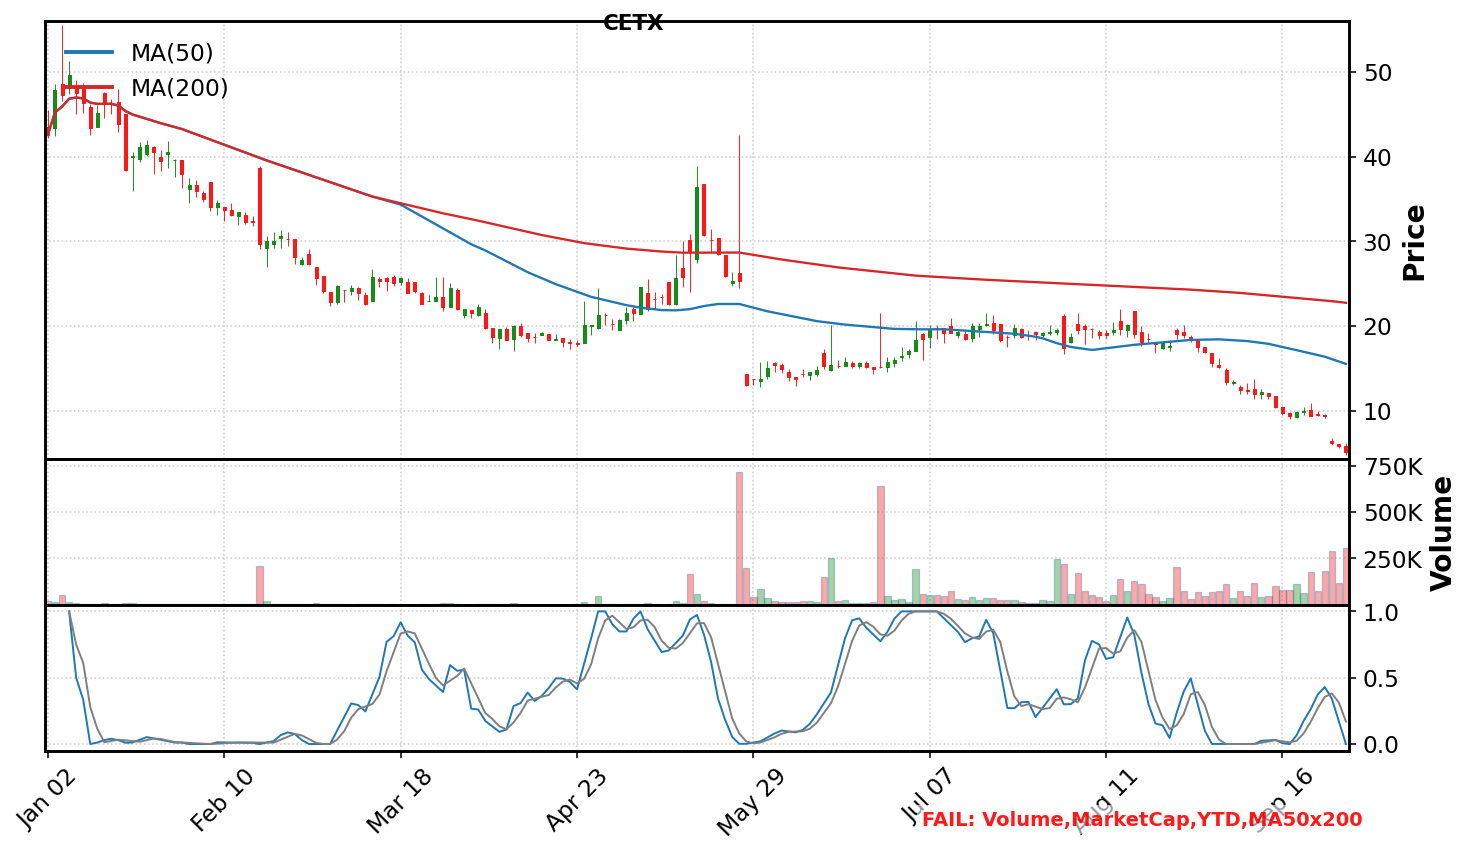 CETX
MA(50)
MA(200)
50
40
30
20
10
Price
750K
500K
250K
Volume
1.0
0.5
0.0
Jan 02
Feb 10
Mar 18
Apr 23
May 29
Jul 07
Aug 11
Sep 16
FAIL: Volume,MarketCap,YTD,MA50x200